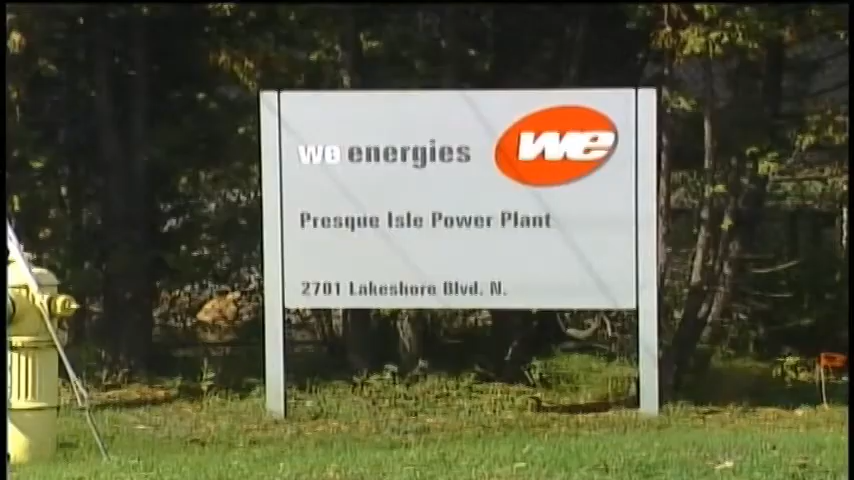 we energies
we
Presque Isle Power Plant
2701 Lakeshore Blvd. N.